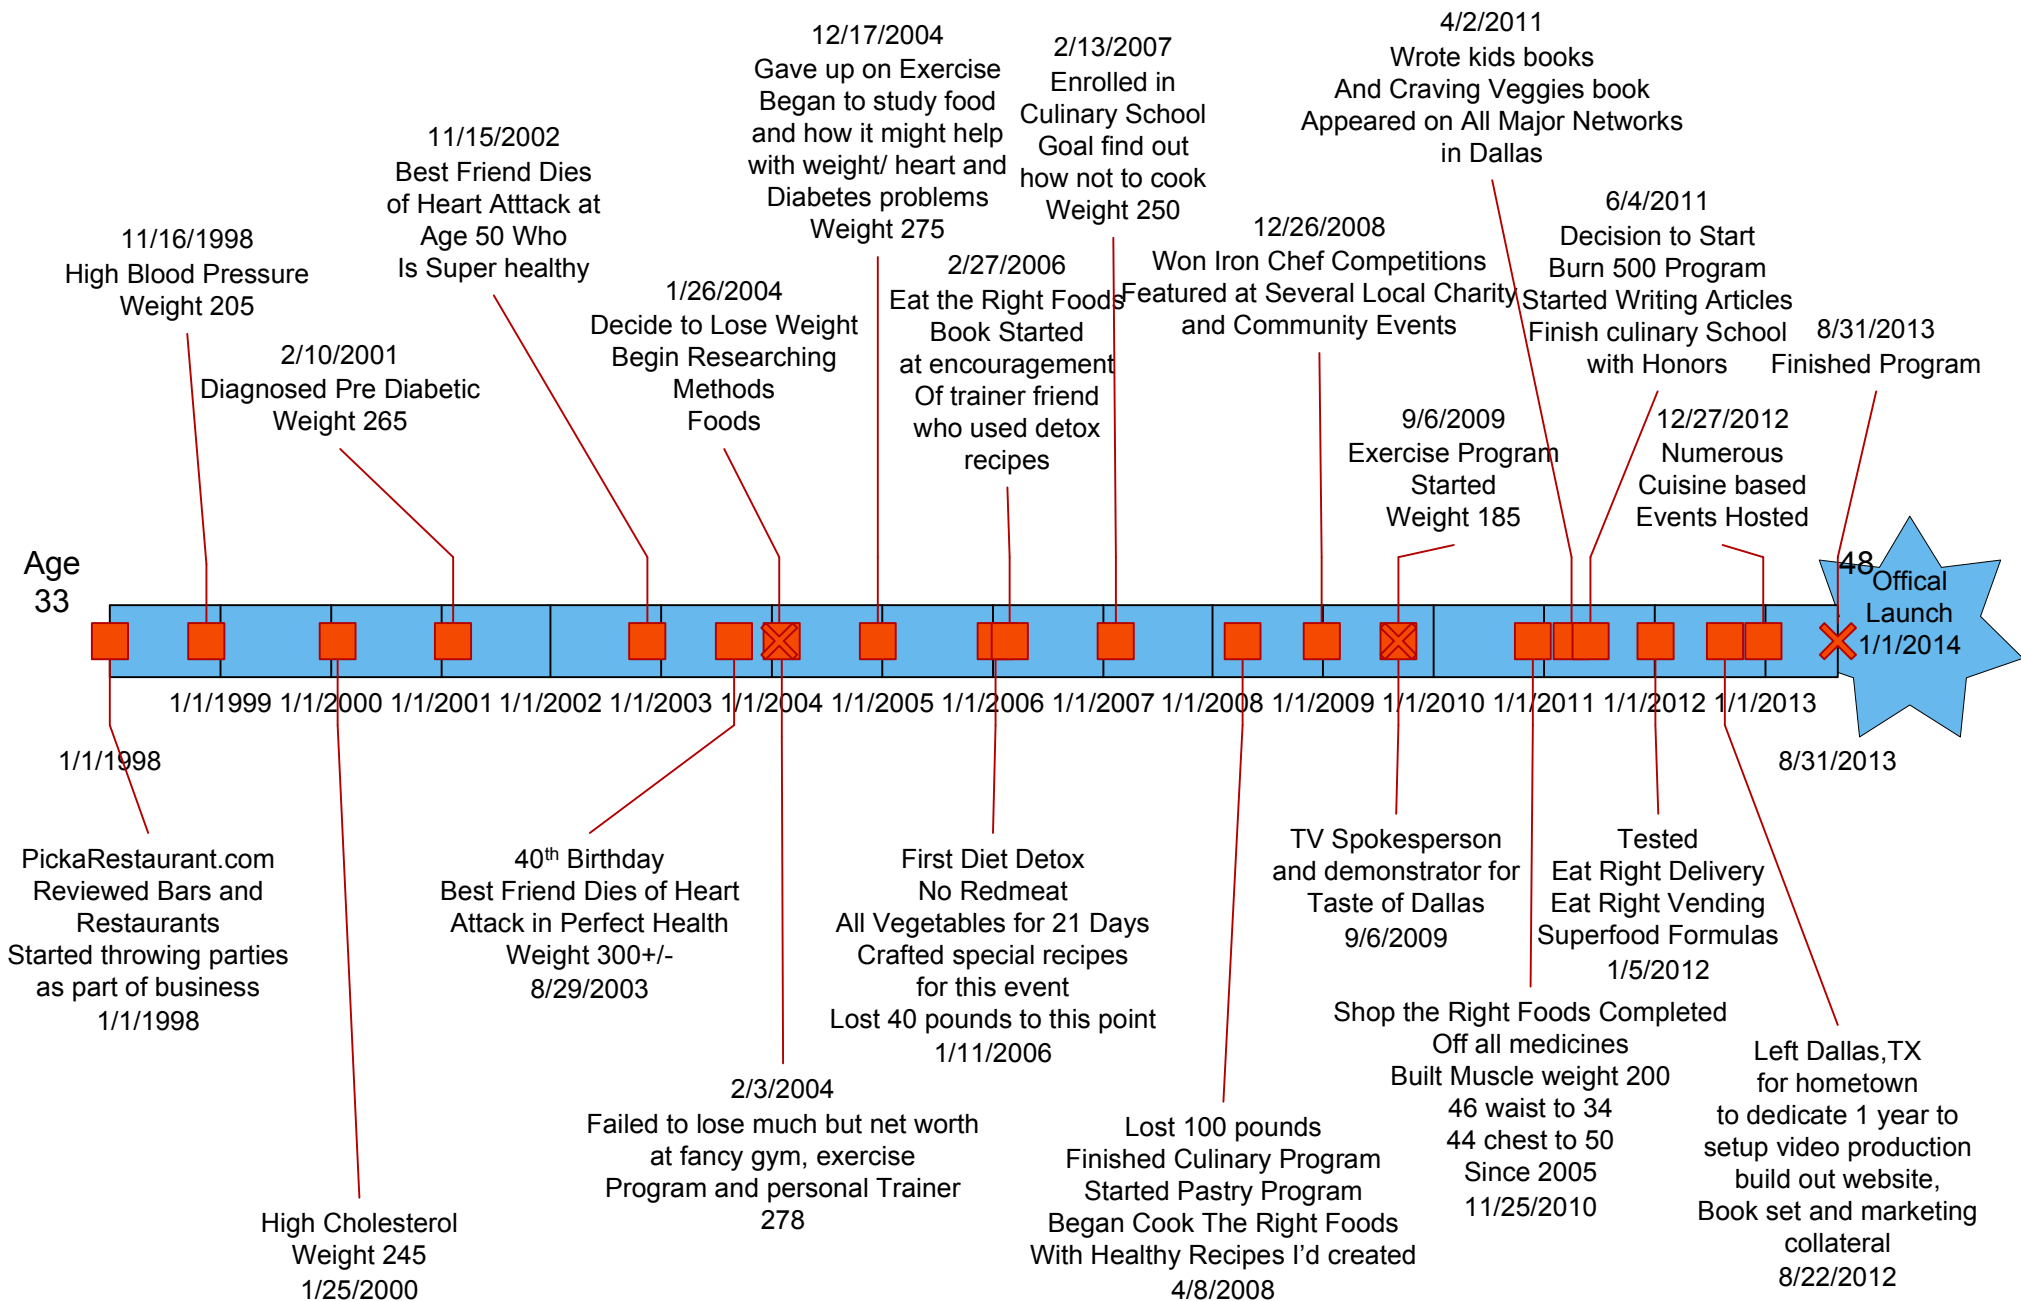 4/2/2011
Wrote kids books
And Craving Veggies book
Appeared on All Major Networks
in Dallas
12/17/2004
Gave up on Exercise
Began to study food
and how it might help
with weight/ heart and
Diabetes problems
Weight 275
2/13/2007
Enrolled in
Culinary School
Goal find out
how not to cook
Weight 250
11/15/2002
Best Friend Dies
of Heart Atttack at
Age 50 Who
Is Super healthy
6/4/2011
Decision to Start
Burn 500 Program
Started Writing Articles
Finish culinary School
with Honors
11/16/1998
High Blood Pressure
Weight 205
12/26/2008
Won Iron Chef Competitions
Featured at Several Local Charity
and Community Events
2/27/2006
Eat the Right Foods
Book Started
at encouragement
Of trainer friend
who used detox
recipes
1/26/2004
Decide to Lose Weight
Begin Researching
Methods
Foods
8/31/2013
Finished Program
2/10/2001
Diagnosed Pre Diabetic
Weight 265
9/6/2009
Exercise Program
Started
Weight 185
12/27/2012
Numerous
Cuisine based
Events Hosted
Age
33
48
Offical
Launch
1/1/2014
1/1/1999 1/1/2000 1/1/2001 1/1/2002 1/1/2003 1/1/2004 1/1/2005 1/1/2006 1/1/2007 1/1/2008 1/1/2009 1/1/2010 1/1/2011 1/1/2012 1/1/2013
1/1/1998
8/31/2013
PickaRestaurant.com
Reviewed Bars and
Restaurants
Started throwing parties
as part of business
1/1/1998
40th Birthday
Best Friend Dies of Heart
Attack in Perfect Health
Weight 300+/-
8/29/2003
First Diet Detox
No Redmeat
All Vegetables for 21 Days
Crafted special recipes
for this event
Lost 40 pounds to this point
1/11/2006
TV Spokesperson
and demonstrator for
Taste of Dallas
9/6/2009
Tested
Eat Right Delivery
Eat Right Vending
Superfood Formulas
1/5/2012
Shop the Right Foods Completed
Off all medicines
Built Muscle weight 200
46 waist to 34
44 chest to 50
Since 2005
11/25/2010
Left Dallas,TX
for hometown
to dedicate 1 year to
setup video production
build out website,
Book set and marketing
collateral
8/22/2012
2/3/2004
Failed to lose much but net worth
at fancy gym, exercise
Program and personal Trainer
278
Lost 100 pounds
Finished Culinary Program
Started Pastry Program
Began Cook The Right Foods
With Healthy Recipes I'd created
4/8/2008
High Cholesterol
Weight 245
1/25/2000